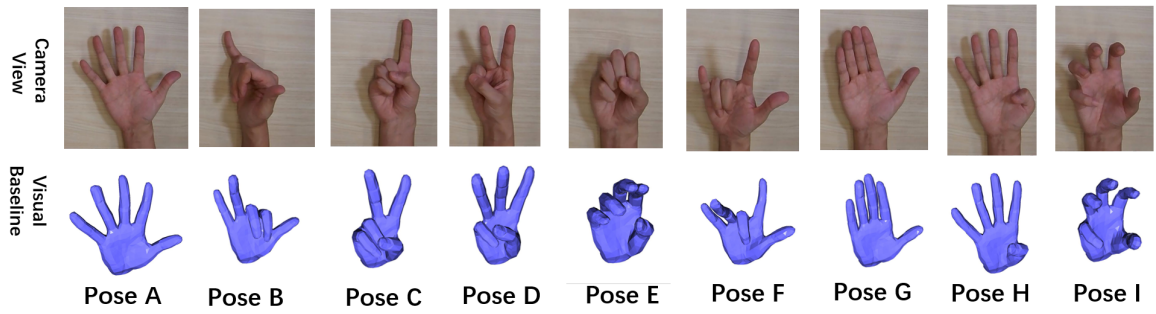 Camera
View
Visual
Baseline
Pose A
Pose B
Pose C
Pose D
Pose E
Pose F
Pose G
Pose H
Pose I